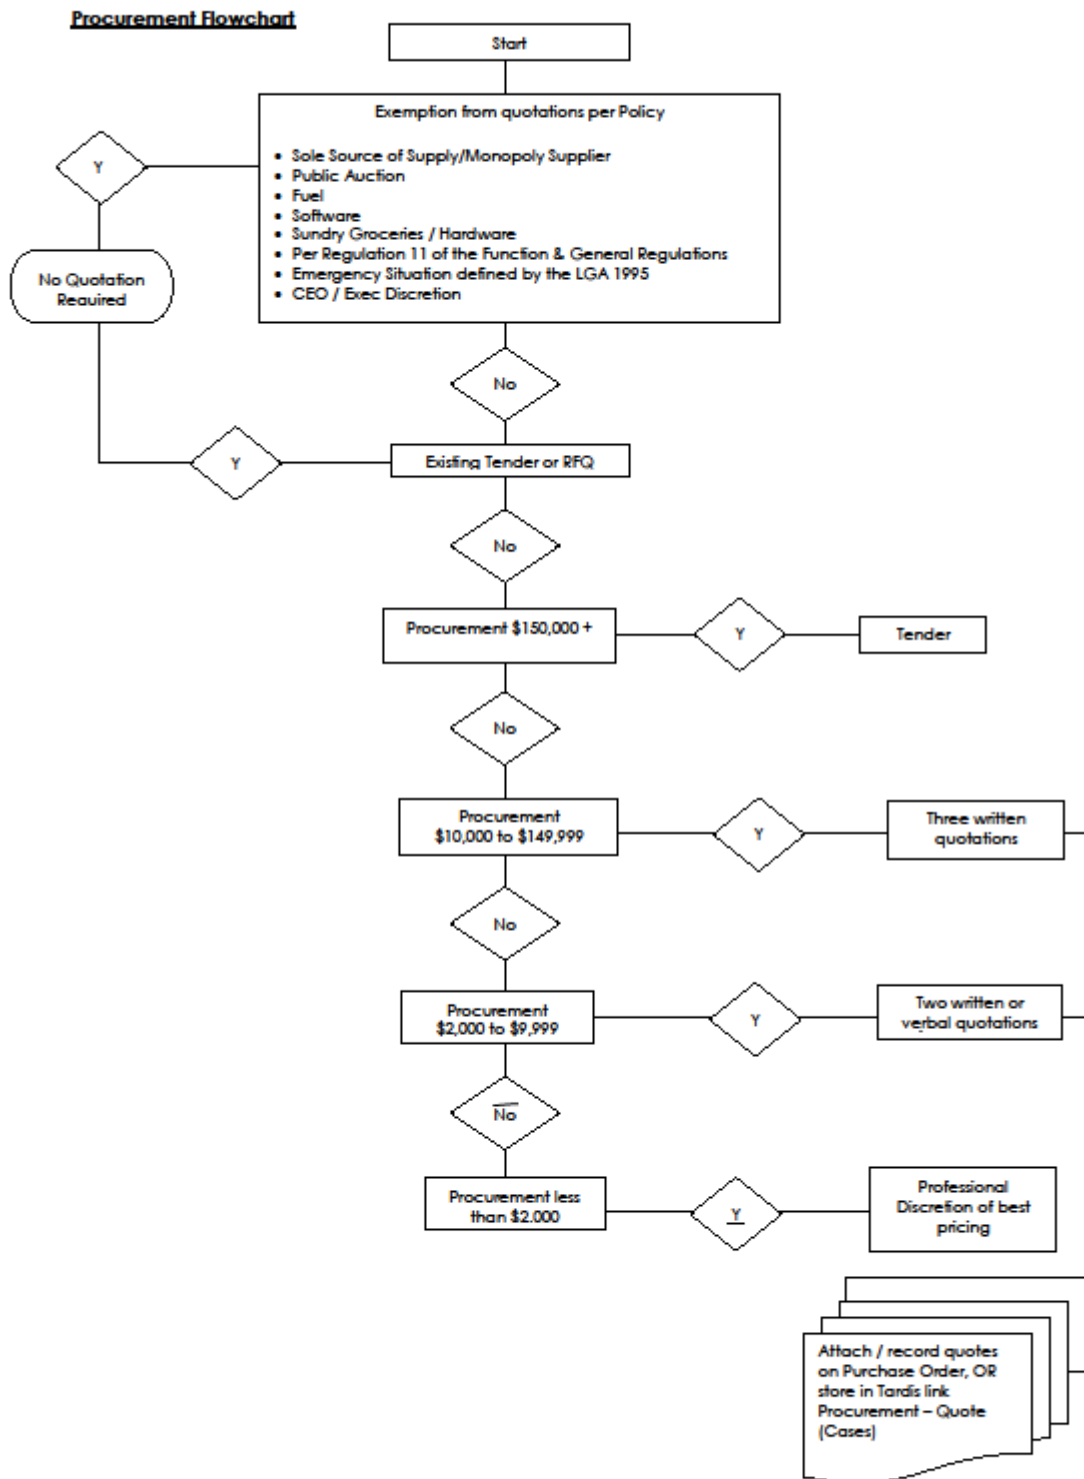 Procurement Flowchart
Start
Exemption from quotations per Policy
• Sole Source of Supply/Monopoly Supplier
• Public Auction
• Fuel
• Software
• Sundry Groceries / Hardware
• Per Regulation 11 of the Function & General Regulations
• Emergency Situation defined by the LGA 1995
• CEO / Exec Discretion
Y
No Quotation
Required
No
Y
Existing Tender or RFQ
No
Procurement $150,000 +
Y
Tender
No
Procurement
$10,000 to $149,999
Y
Three written
quotations
No
Procurement
$2,000 to $9,999
Y
Two written or
verbal quotations
No
Procurement less
than $2.000
Y
Professional
Discretion of best
pricing
Attach / record quotes
on Purchase Order, OR
store in Tardis link
Procurement – Quote
(Cases)